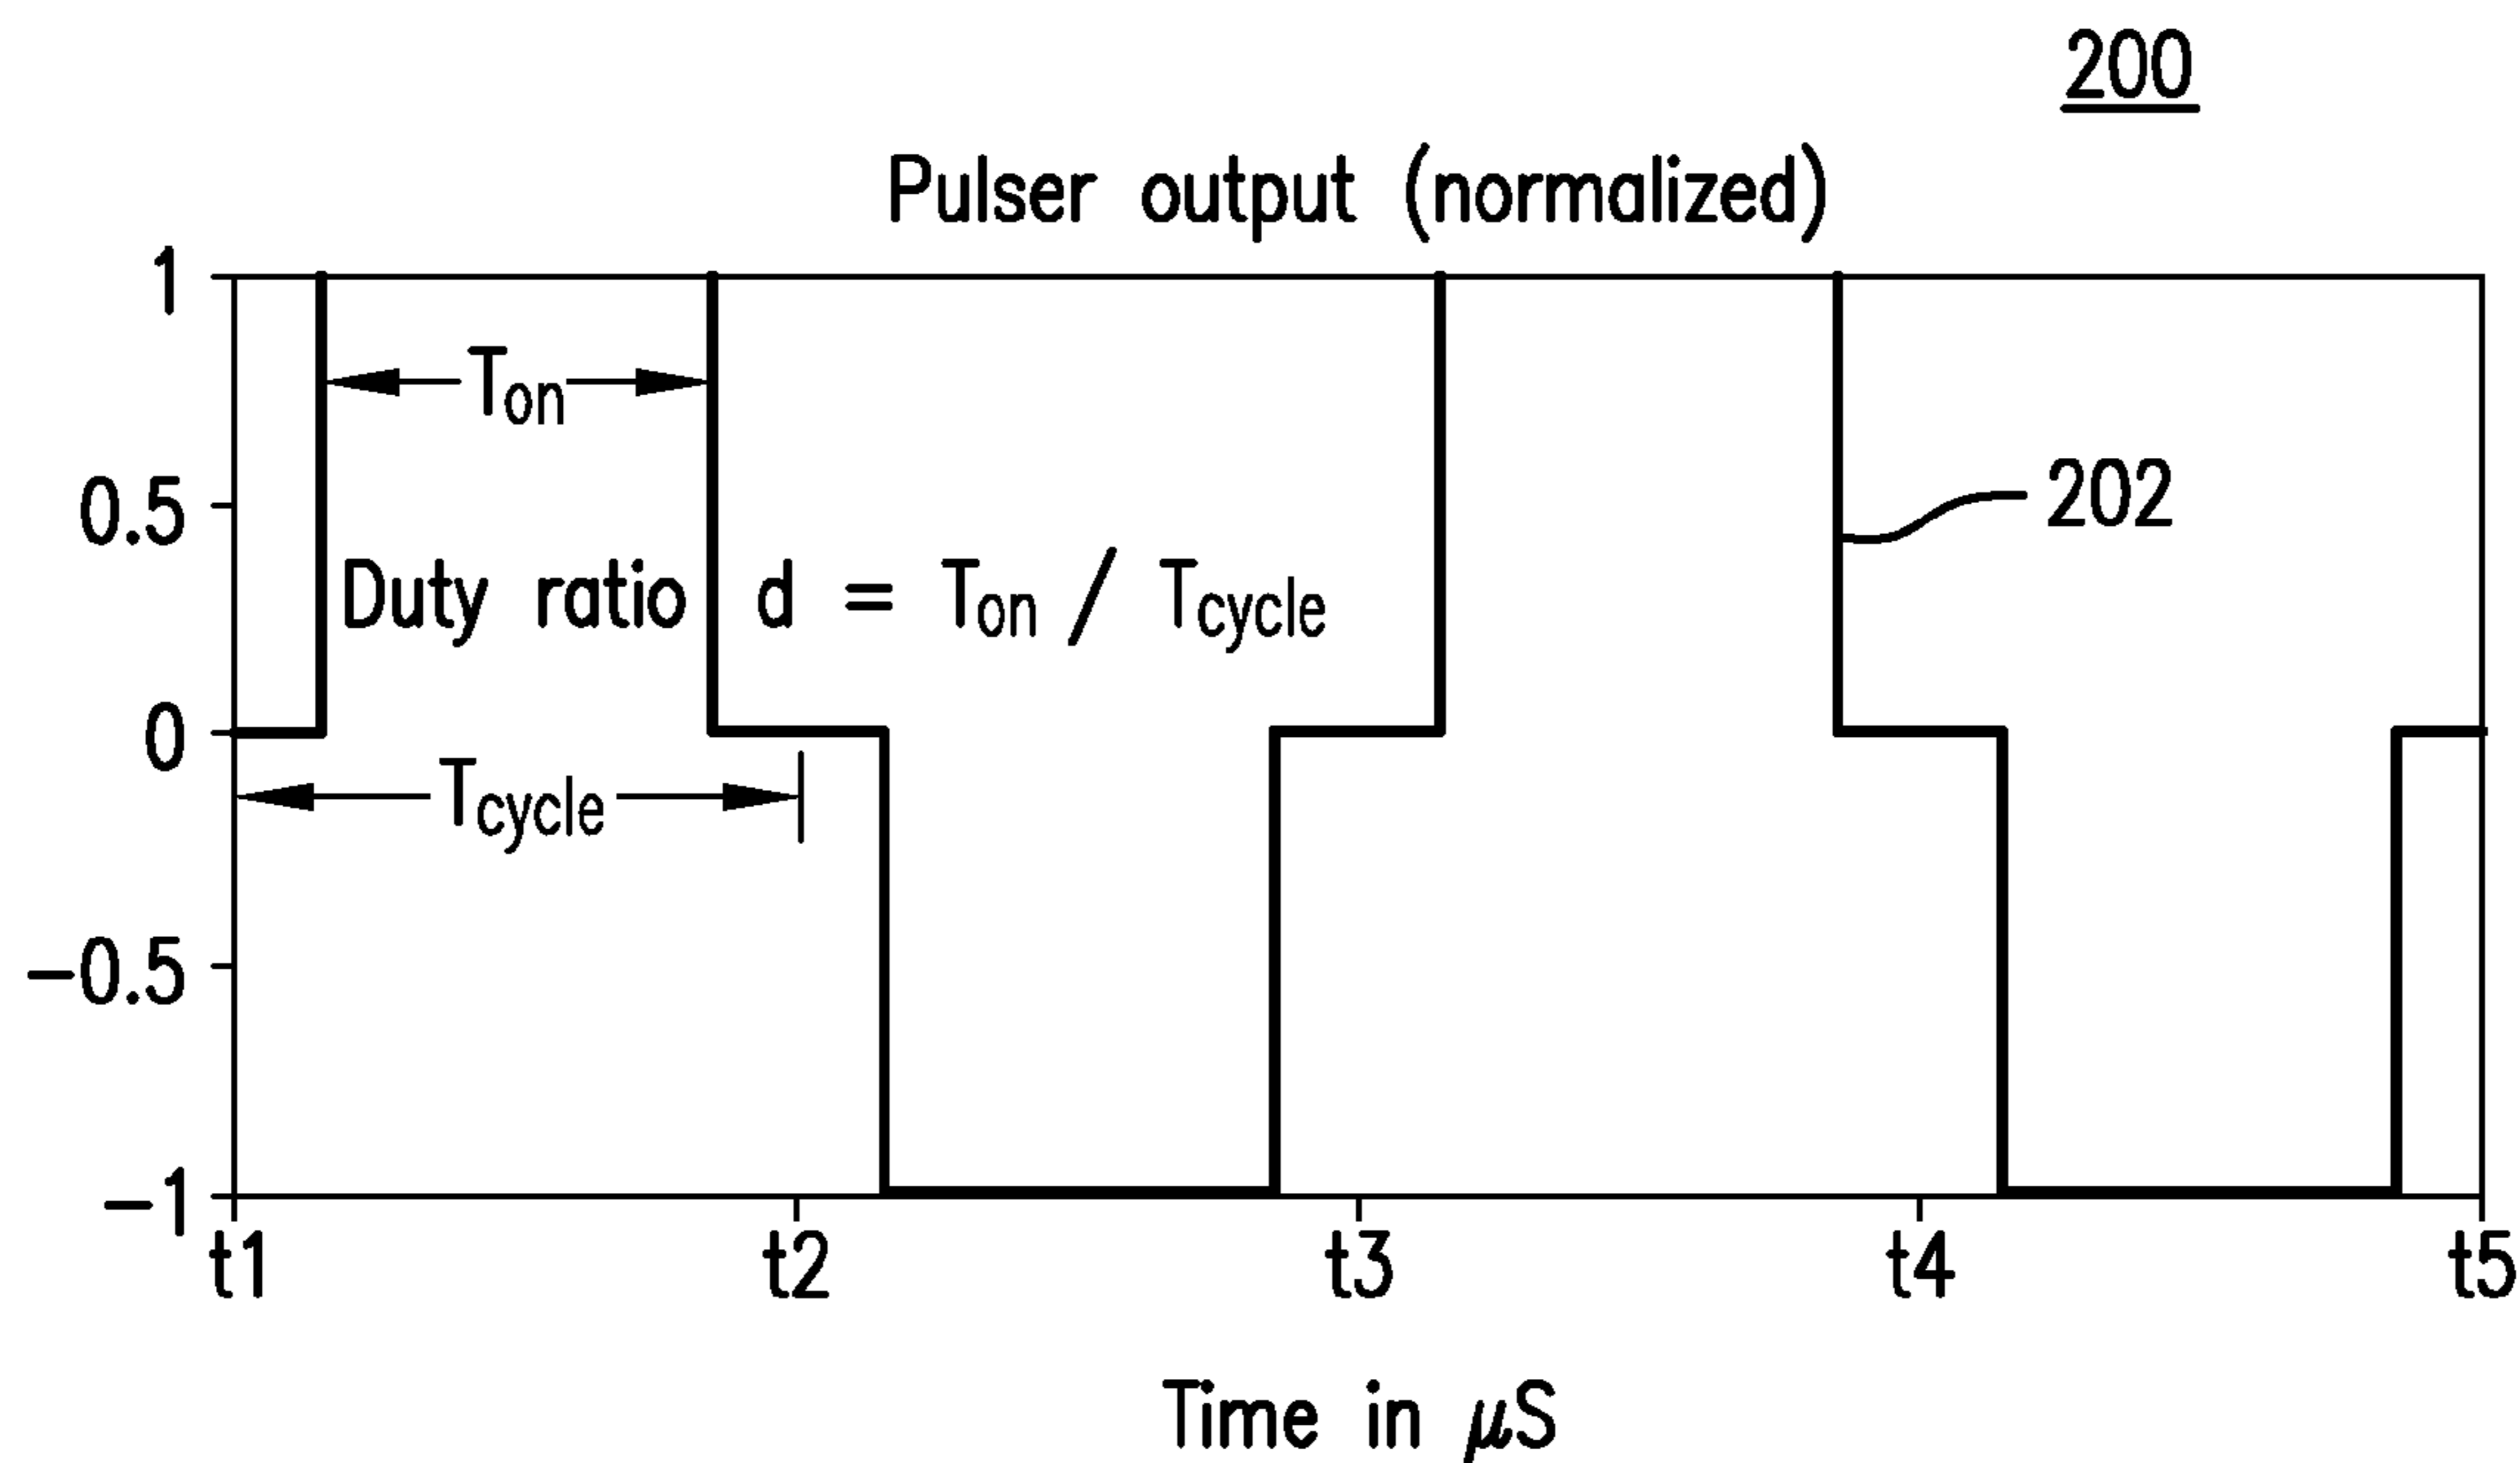 200
Pulser output (normalized)
1
0.5
0
-0.5
-1
Ton
202
Duty ratio d = Ton / Tcycle
Tcycle
t1 t2 t3 t4 t5
Time in μS